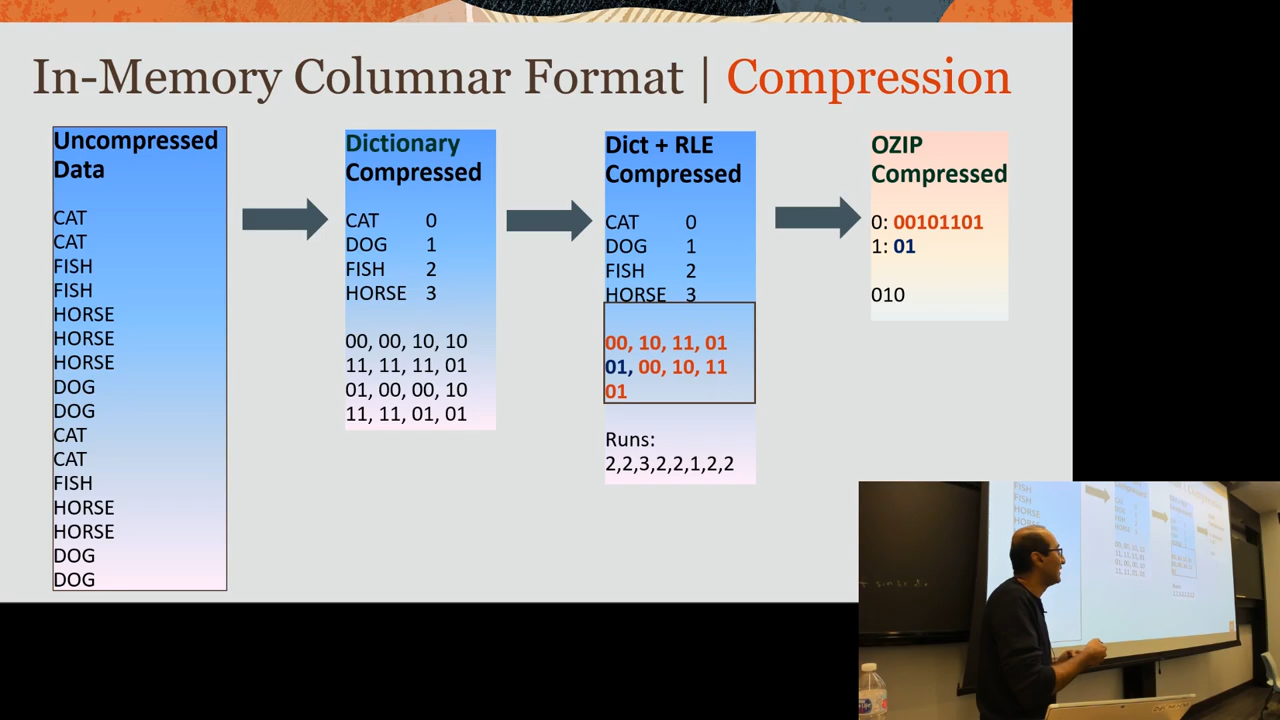 In-Memory Columnar Format | Compression
Uncompressed
Data
CAT
CAT
FISH
FISH
HORSE
HORSE
HORSE
DOG
DOG
CAT
CAT
FISH
HORSE
HORSE
DOG
DOG
Dictionary
Compressed
CAT 0
DOG 1
FISH 2
HORSE 3
00, 00, 10, 10
11, 11, 11, 01
01, 00, 00, 10
11, 11, 01, 01
Dict + RLE
Compressed
CAT 0
DOG 1
FISH 2
HORSE 3
00, 10, 11, 01
01, 00, 10, 11
01
Runs:
2,2,3,2,2,1,2,2
OZIP
Compressed
0: 00101101
1: 01
010
FISH
FISH
HORSE